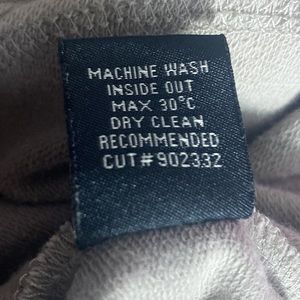 MACHINE WASH
INSIDE OUT
MAX 30°C
DRY CLEAN
RECOMMENDED
CUT#902332